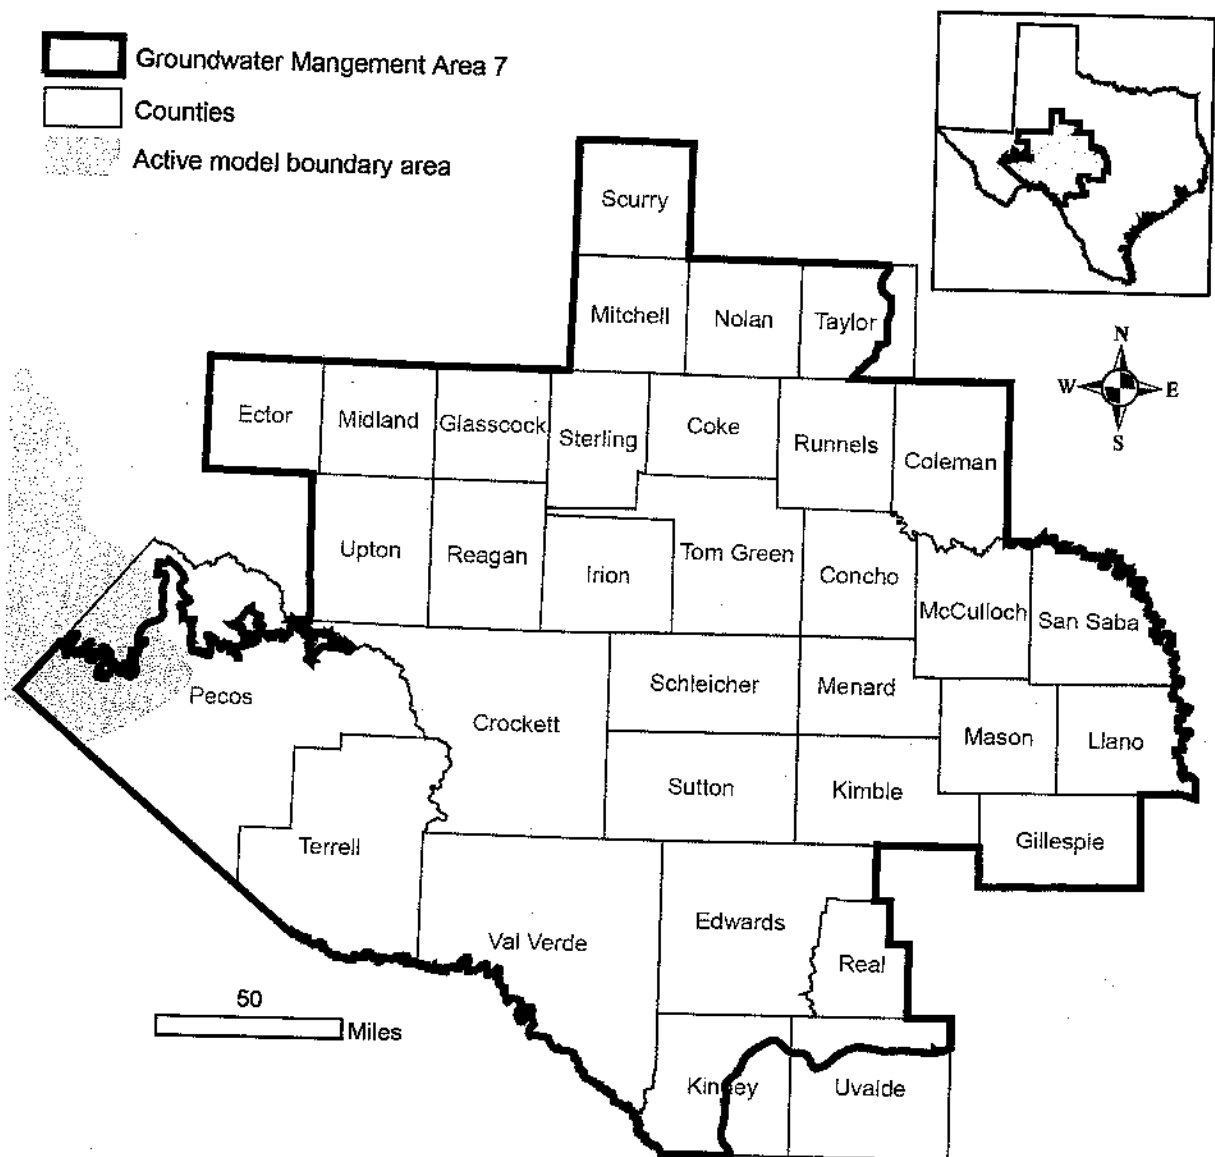 Groundwater Mangement Area 7
Counties
Active model boundary area
Scurry
Mitchell
Nolan
Taylor
N
W
E
S
Ector
Midland
Glasscock
Sterling
Coke
Runnels
Coleman
Upton
Reagan
Irion
Tom Green
Concho
McCulloch
San Saba
Pecos
Crockett
Schleicher
Menard
Mason
Llano
Sutton
Kimble
Terrell
Gillespie
Val Verde
Edwards
Real
50
Miles
Kinney
Uvalde